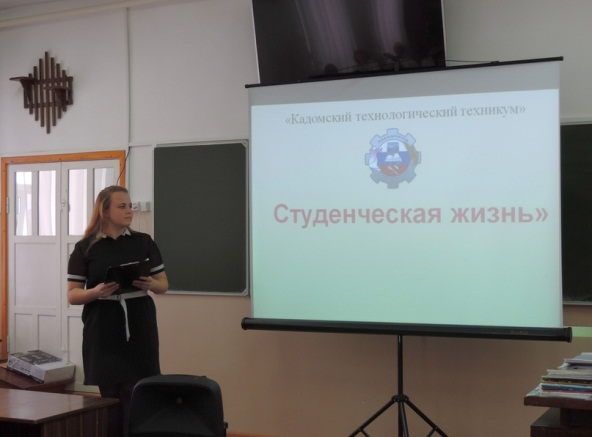 «Кадомский технологический техникум»
Студенческая жизнь»